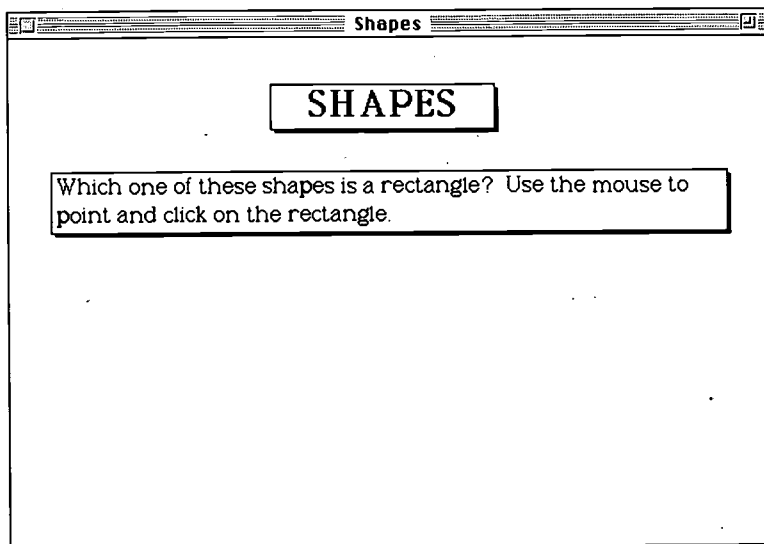 Shapes
SHAPES
Which one of these shapes is a rectangle? Use the mouse to
point and click on the rectangle.